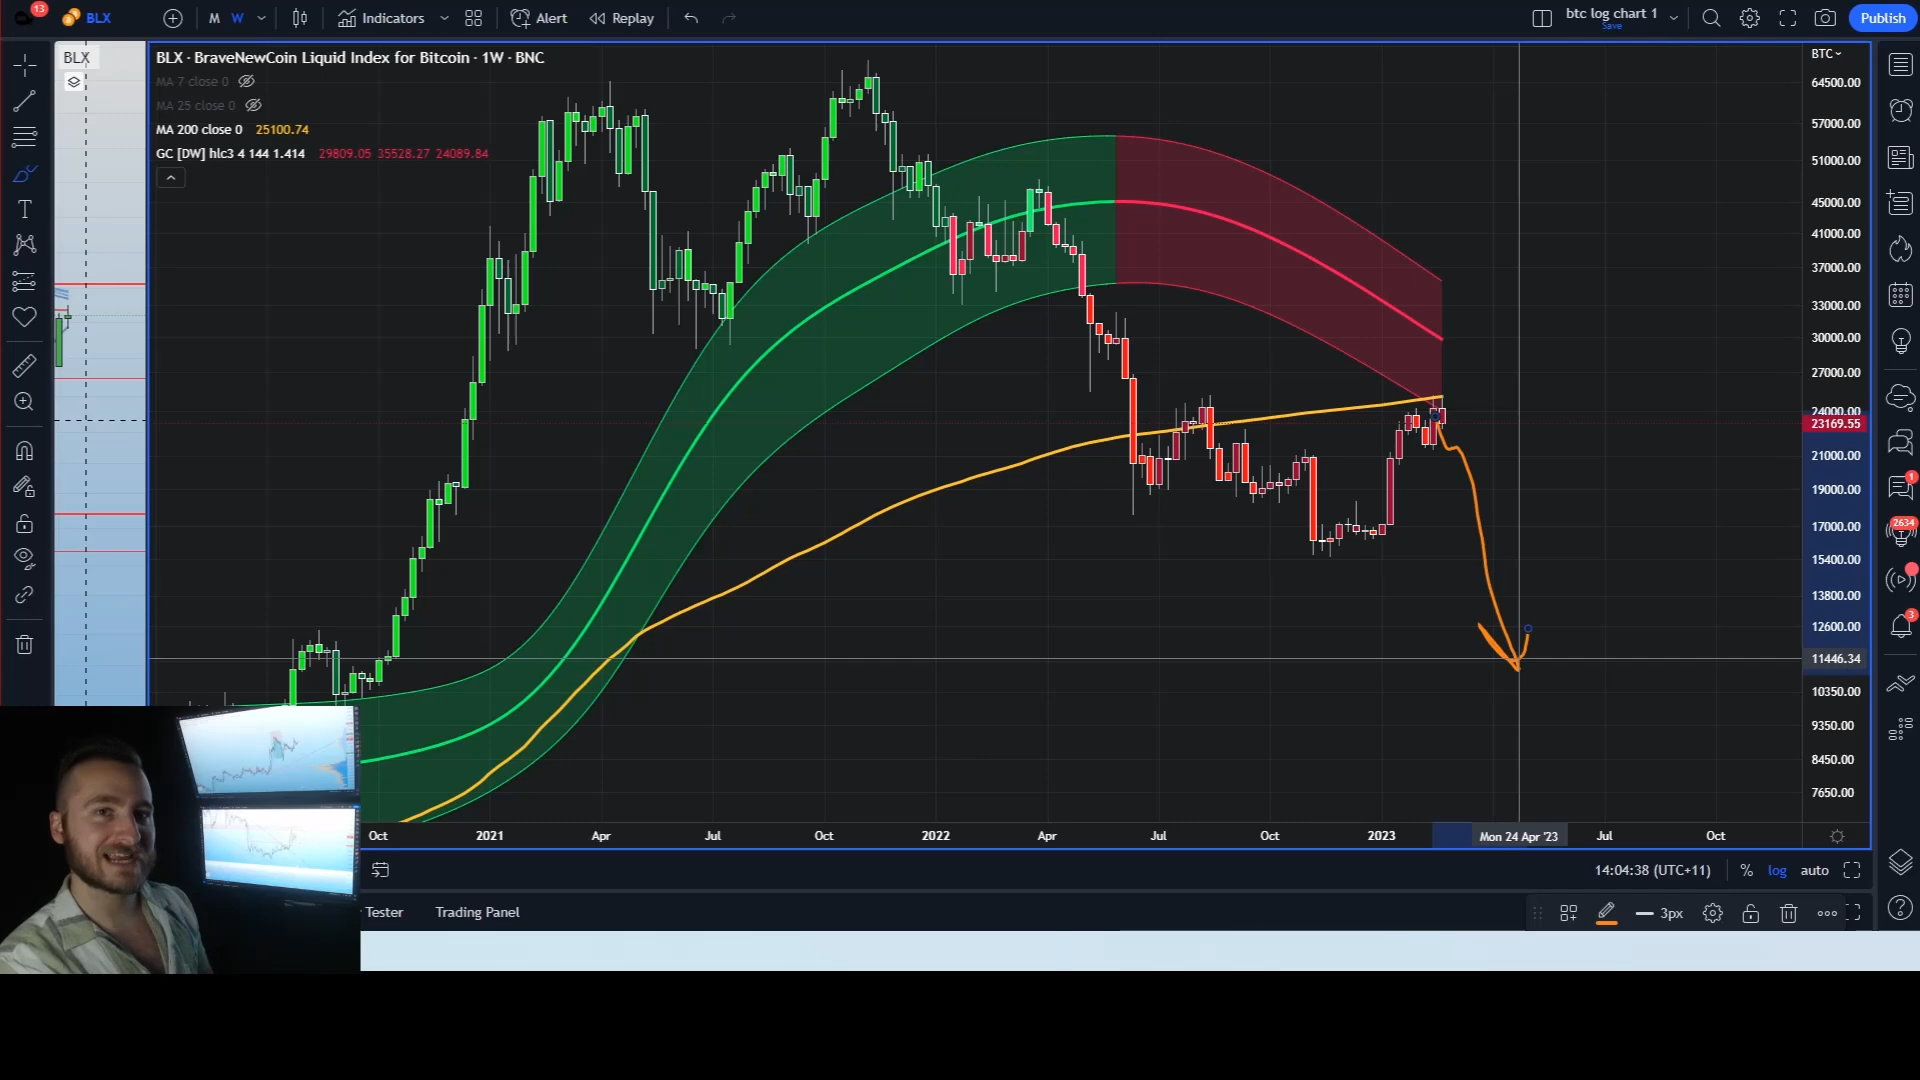 13
BLX
M W
Indicators
Alert
Replay
btc log chart 1
Save
Publish
BLX
BLX · BraveNewCoin Liquid Index for Bitcoin · 1W · BNC
MA 7 close 0
MA 25 close 0
MA 200 close 0 25100.74
GC [DW] hlc3 4 144 1.414 29809.05 35528.27 24089.84
BTC
64500.00
57000.00
51000.00
45000.00
41000.00
37000.00
33000.00
30000.00
27000.00
24000.00
23169.55
21000.00
19000.00
17000.00
15400.00
13800.00
12600.00
11446.34
10350.00
9350.00
8450.00
7650.00
1
2634
3
Oct 2021 Apr Jul Oct 2022 Apr Jul Oct 2023 Mon 24 Apr '23 Jul Oct
14:04:38 (UTC+11) % log auto
Tester Trading Panel
3px